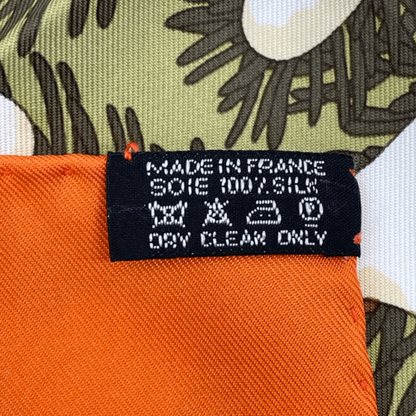 MADE IN FRANCE
SOIE 100% SILK
P
DRY CLEAN ONLY